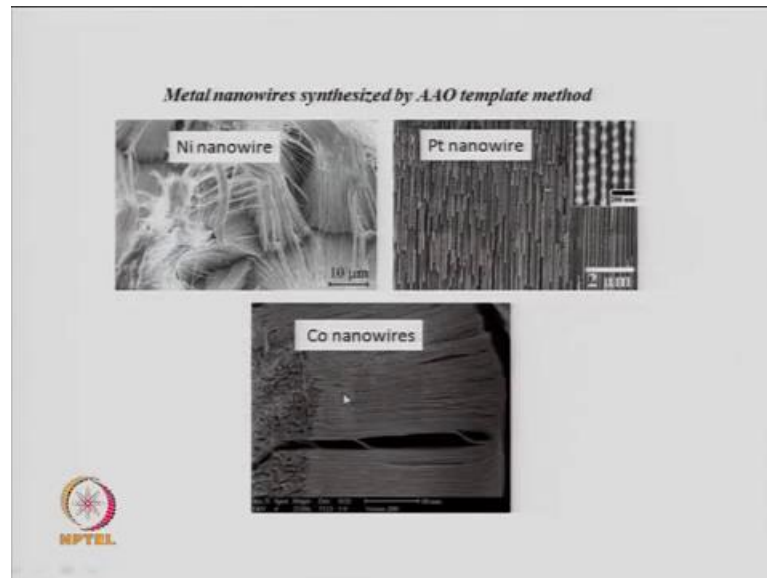 Metal nanowires synthesized by AAO template method
Ni nanowire
Pt nanowire
10 μm
2 μm
Co nanowires
NPTEL